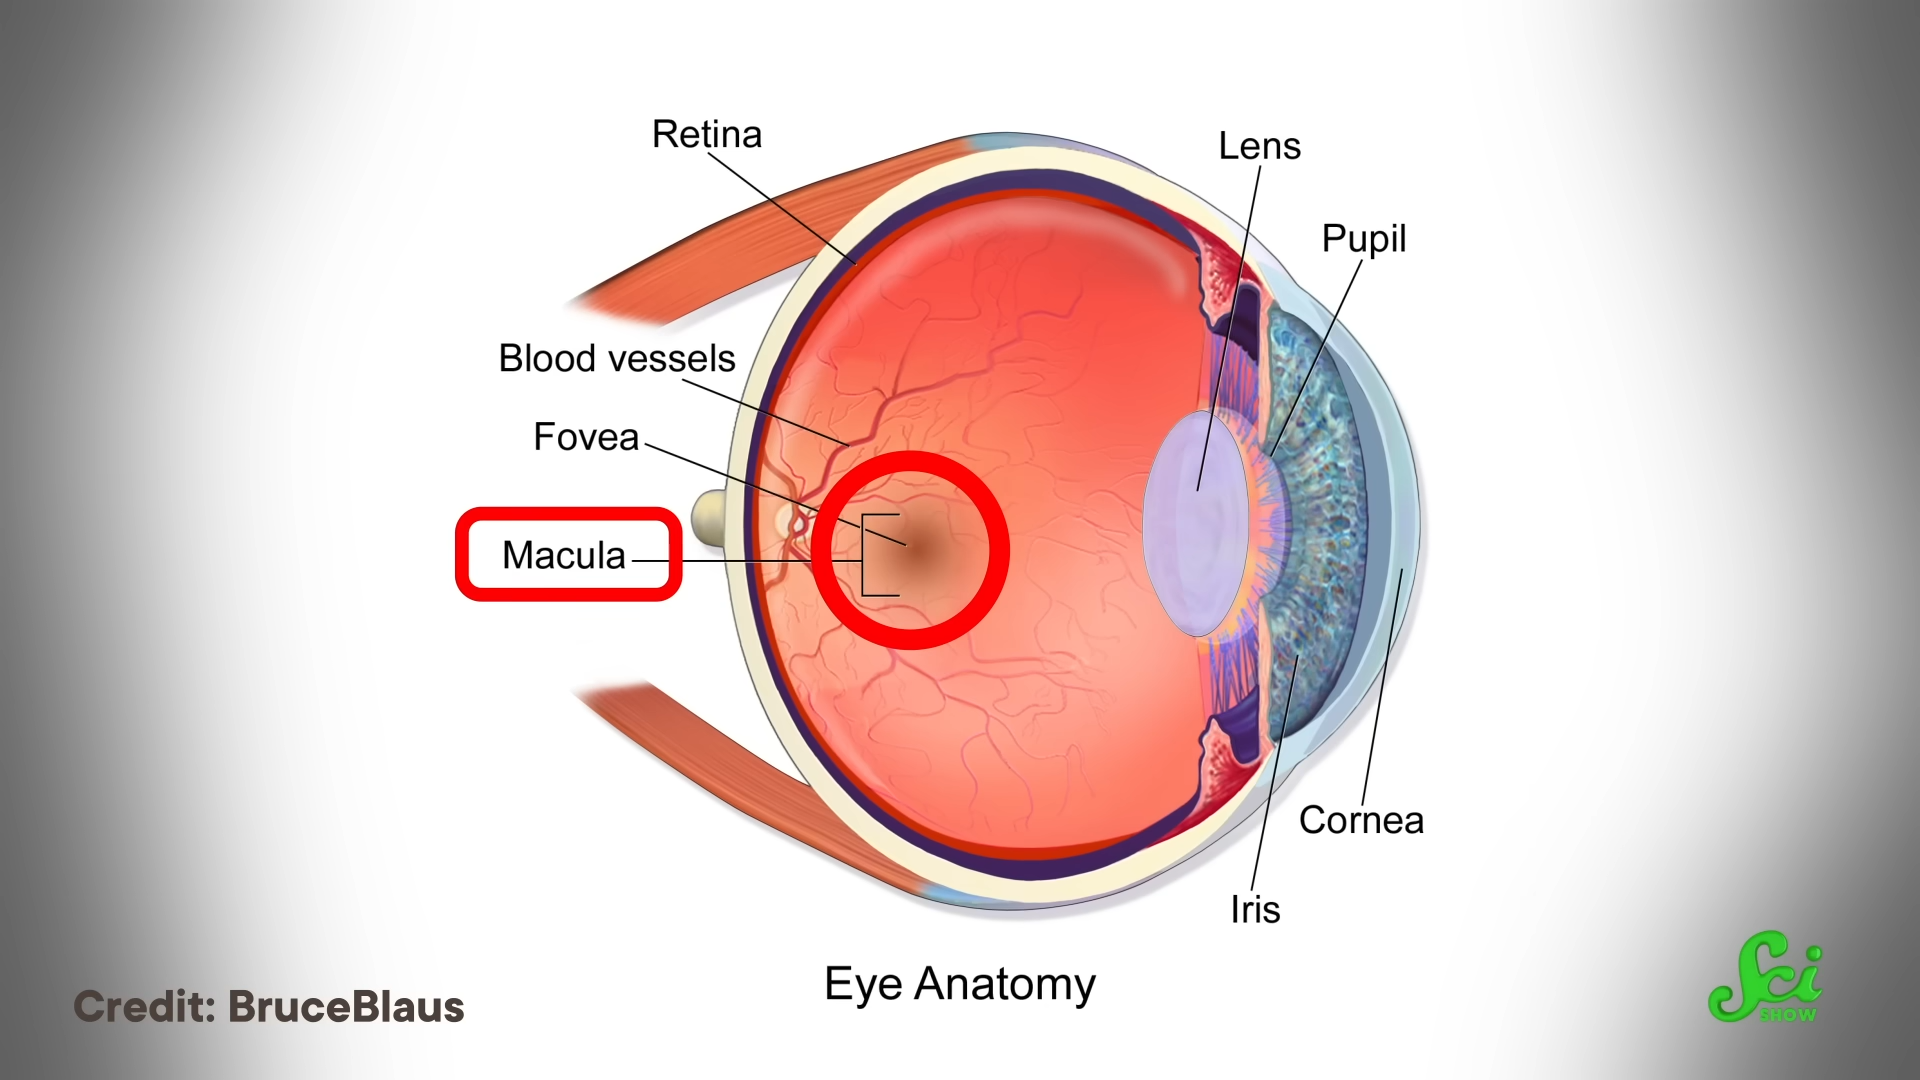 Retina
Lens
Pupil
Blood vessels
Fovea
Macula
Cornea
Iris
Eye Anatomy
Credit: BruceBlaus
Sci
SHOW